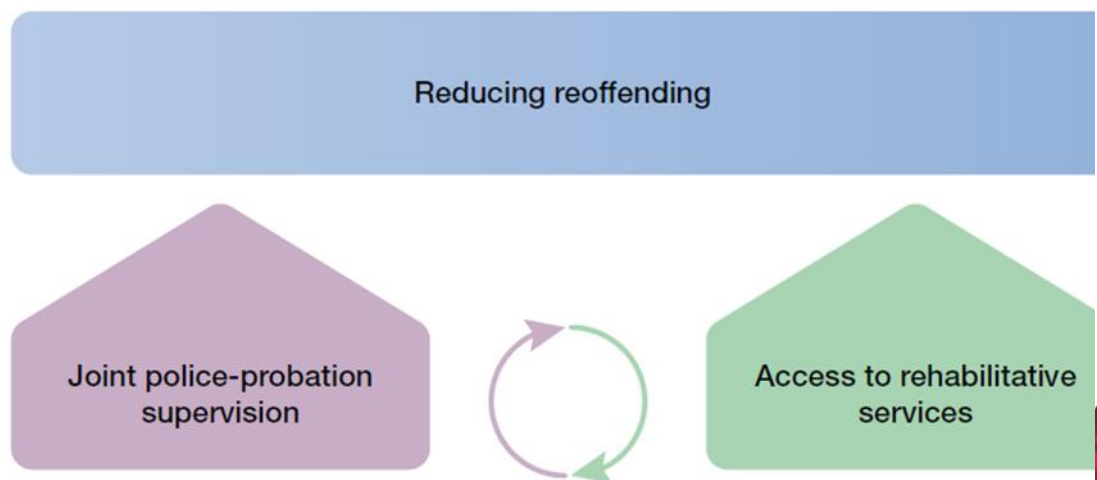 Reducing reoffending
Joint police-probation
supervision
Access to rehabilitative
services